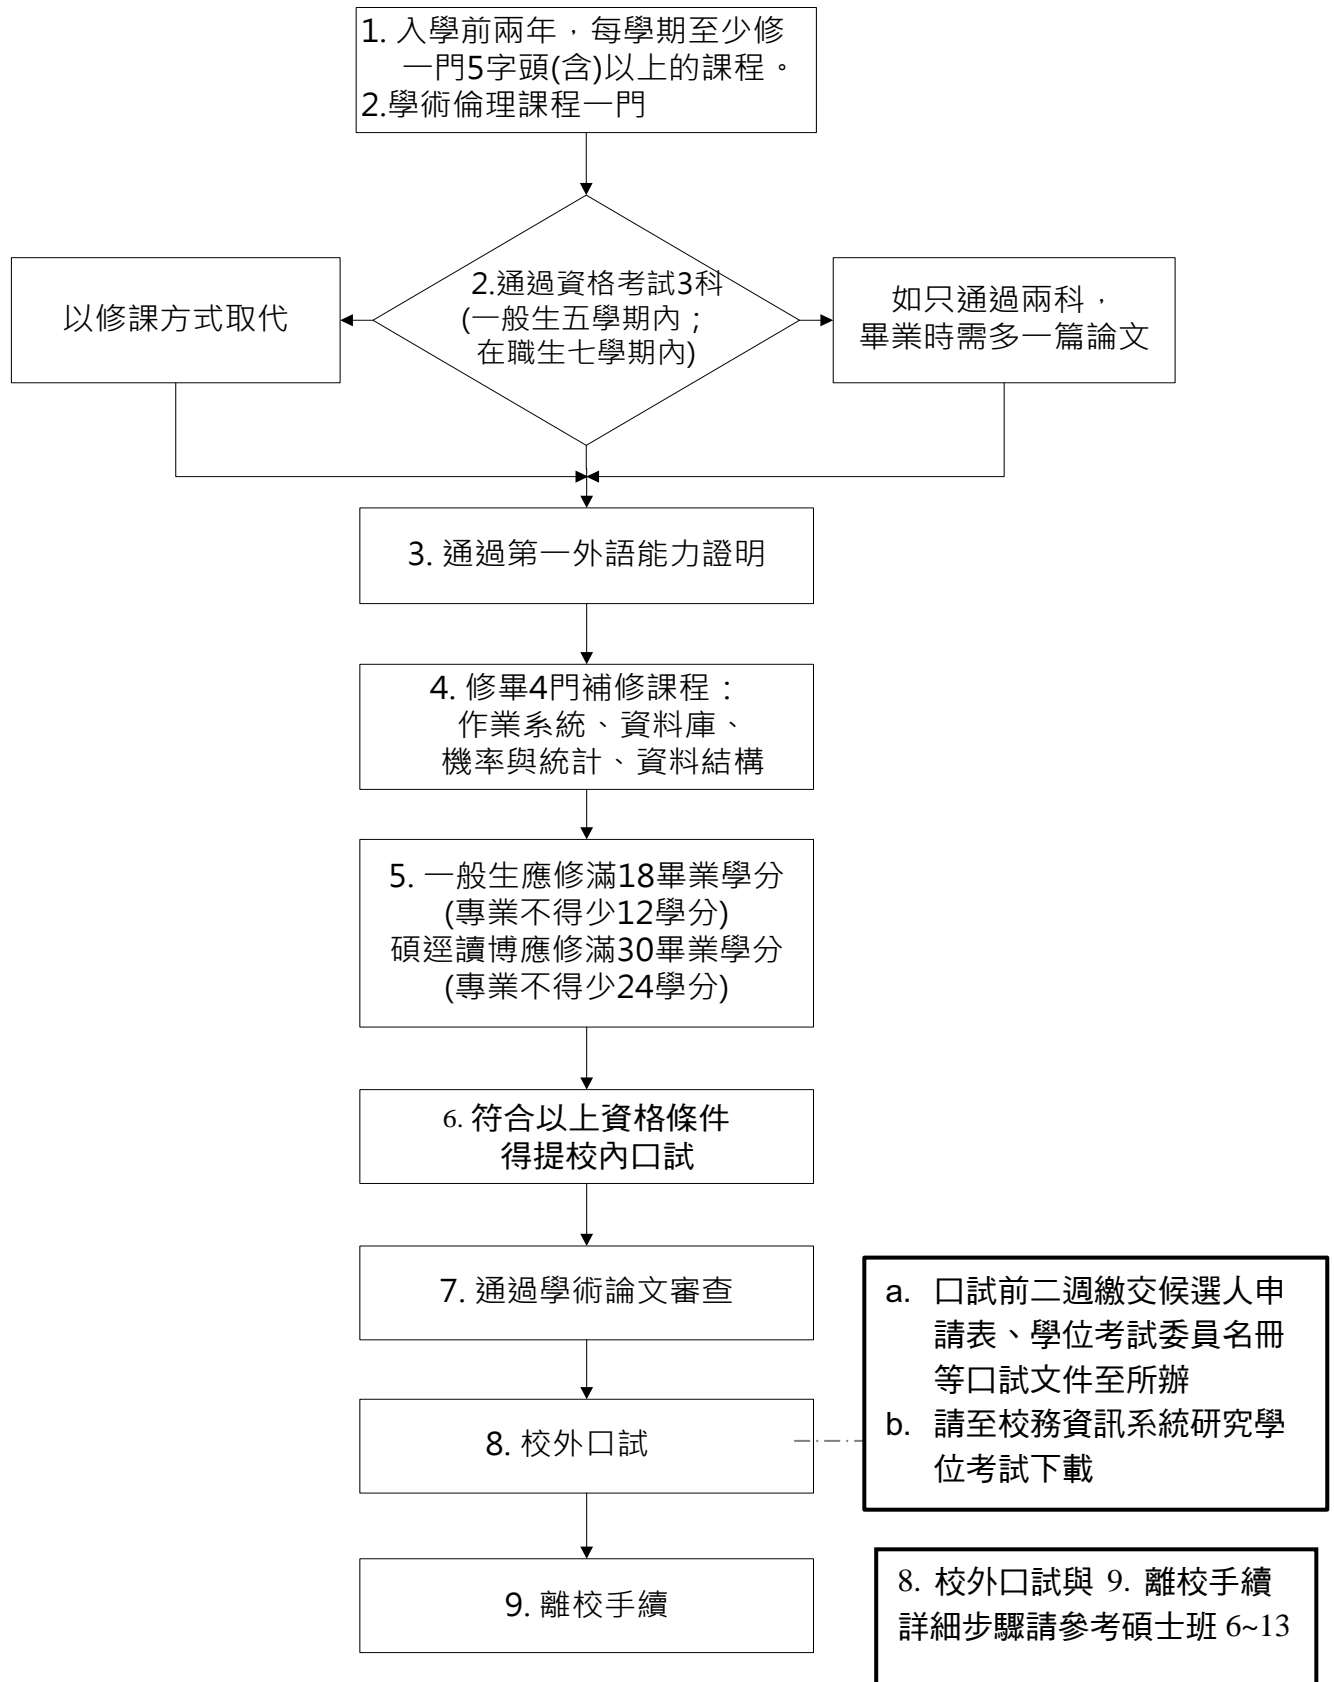 1. 入學前兩年，每學期至少修
一門5字頭(含)以上的課程。
2.學術倫理課程一門
以修課方式取代
2.通過資格考試3科
(一般生五學期內；
在職生七學期內)
如只通過兩科，
畢業時需多一篇論文
3. 通過第一外語能力證明
4. 修畢4門補修課程：
作業系統、資料庫、
機率與統計、資料結構
5. 一般生應修滿18畢業學分
(專業不得少12學分)
碩逕讀博應修滿30畢業學分
(專業不得少24學分)
6. 符合以上資格條件
得提校內口試
7. 通過學術論文審查
8. 校外口試
a. 口試前二週繳交候選人申
請表、學位考試委員名冊
等口試文件至所辦
b. 請至校務資訊系統研究學
位考試下載
9. 離校手續
8. 校外口試與 9. 離校手續
詳細步驟請參考碩士班 6~13